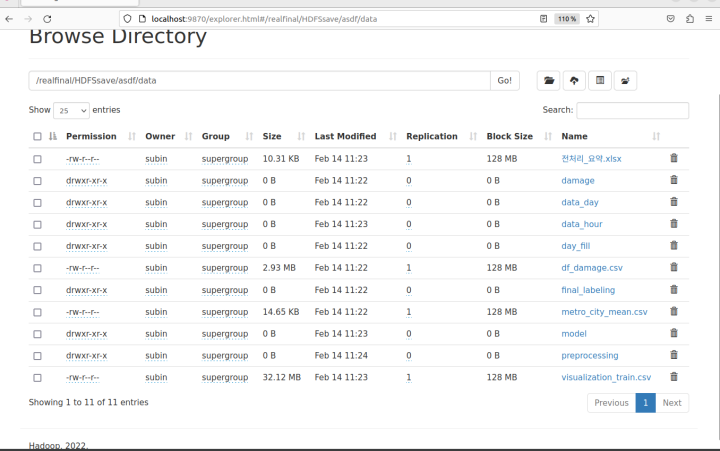 localhost:9870/explorer.html#/realfinal/HDFSsave/asdf/data 110 %
Browse Directory
/realfinal/HDFSsave/asdf/data Go!
Show 25 entries Search:
Permission Owner Group Size Last Modified Replication Block Size Name
-rw-r--r-- subin supergroup 10.31 KB Feb 14 11:23 1 128 MB 전처리_요약.xlsx
drwxr-xr-x subin supergroup 0 B Feb 14 11:22 0 0 B damage
drwxr-xr-x subin supergroup 0 B Feb 14 11:22 0 0 B data_day
drwxr-xr-x subin supergroup 0 B Feb 14 11:23 0 0 B data_hour
drwxr-xr-x subin supergroup 0 B Feb 14 11:22 0 0 B day_fill
-rw-r--r-- subin supergroup 2.93 MB Feb 14 11:22 1 128 MB df_damage.csv
drwxr-xr-x subin supergroup 0 B Feb 14 11:22 0 0 B final_labeling
-rw-r--r-- subin supergroup 14.65 KB Feb 14 11:22 1 128 MB metro_city_mean.csv
drwxr-xr-x subin supergroup 0 B Feb 14 11:23 0 0 B model
drwxr-xr-x subin supergroup 0 B Feb 14 11:24 0 0 B preprocessing
-rw-r--r-- subin supergroup 32.12 MB Feb 14 11:23 1 128 MB visualization_train.csv
Showing 1 to 11 of 11 entries Previous 1 Next
Hadoop, 2022.